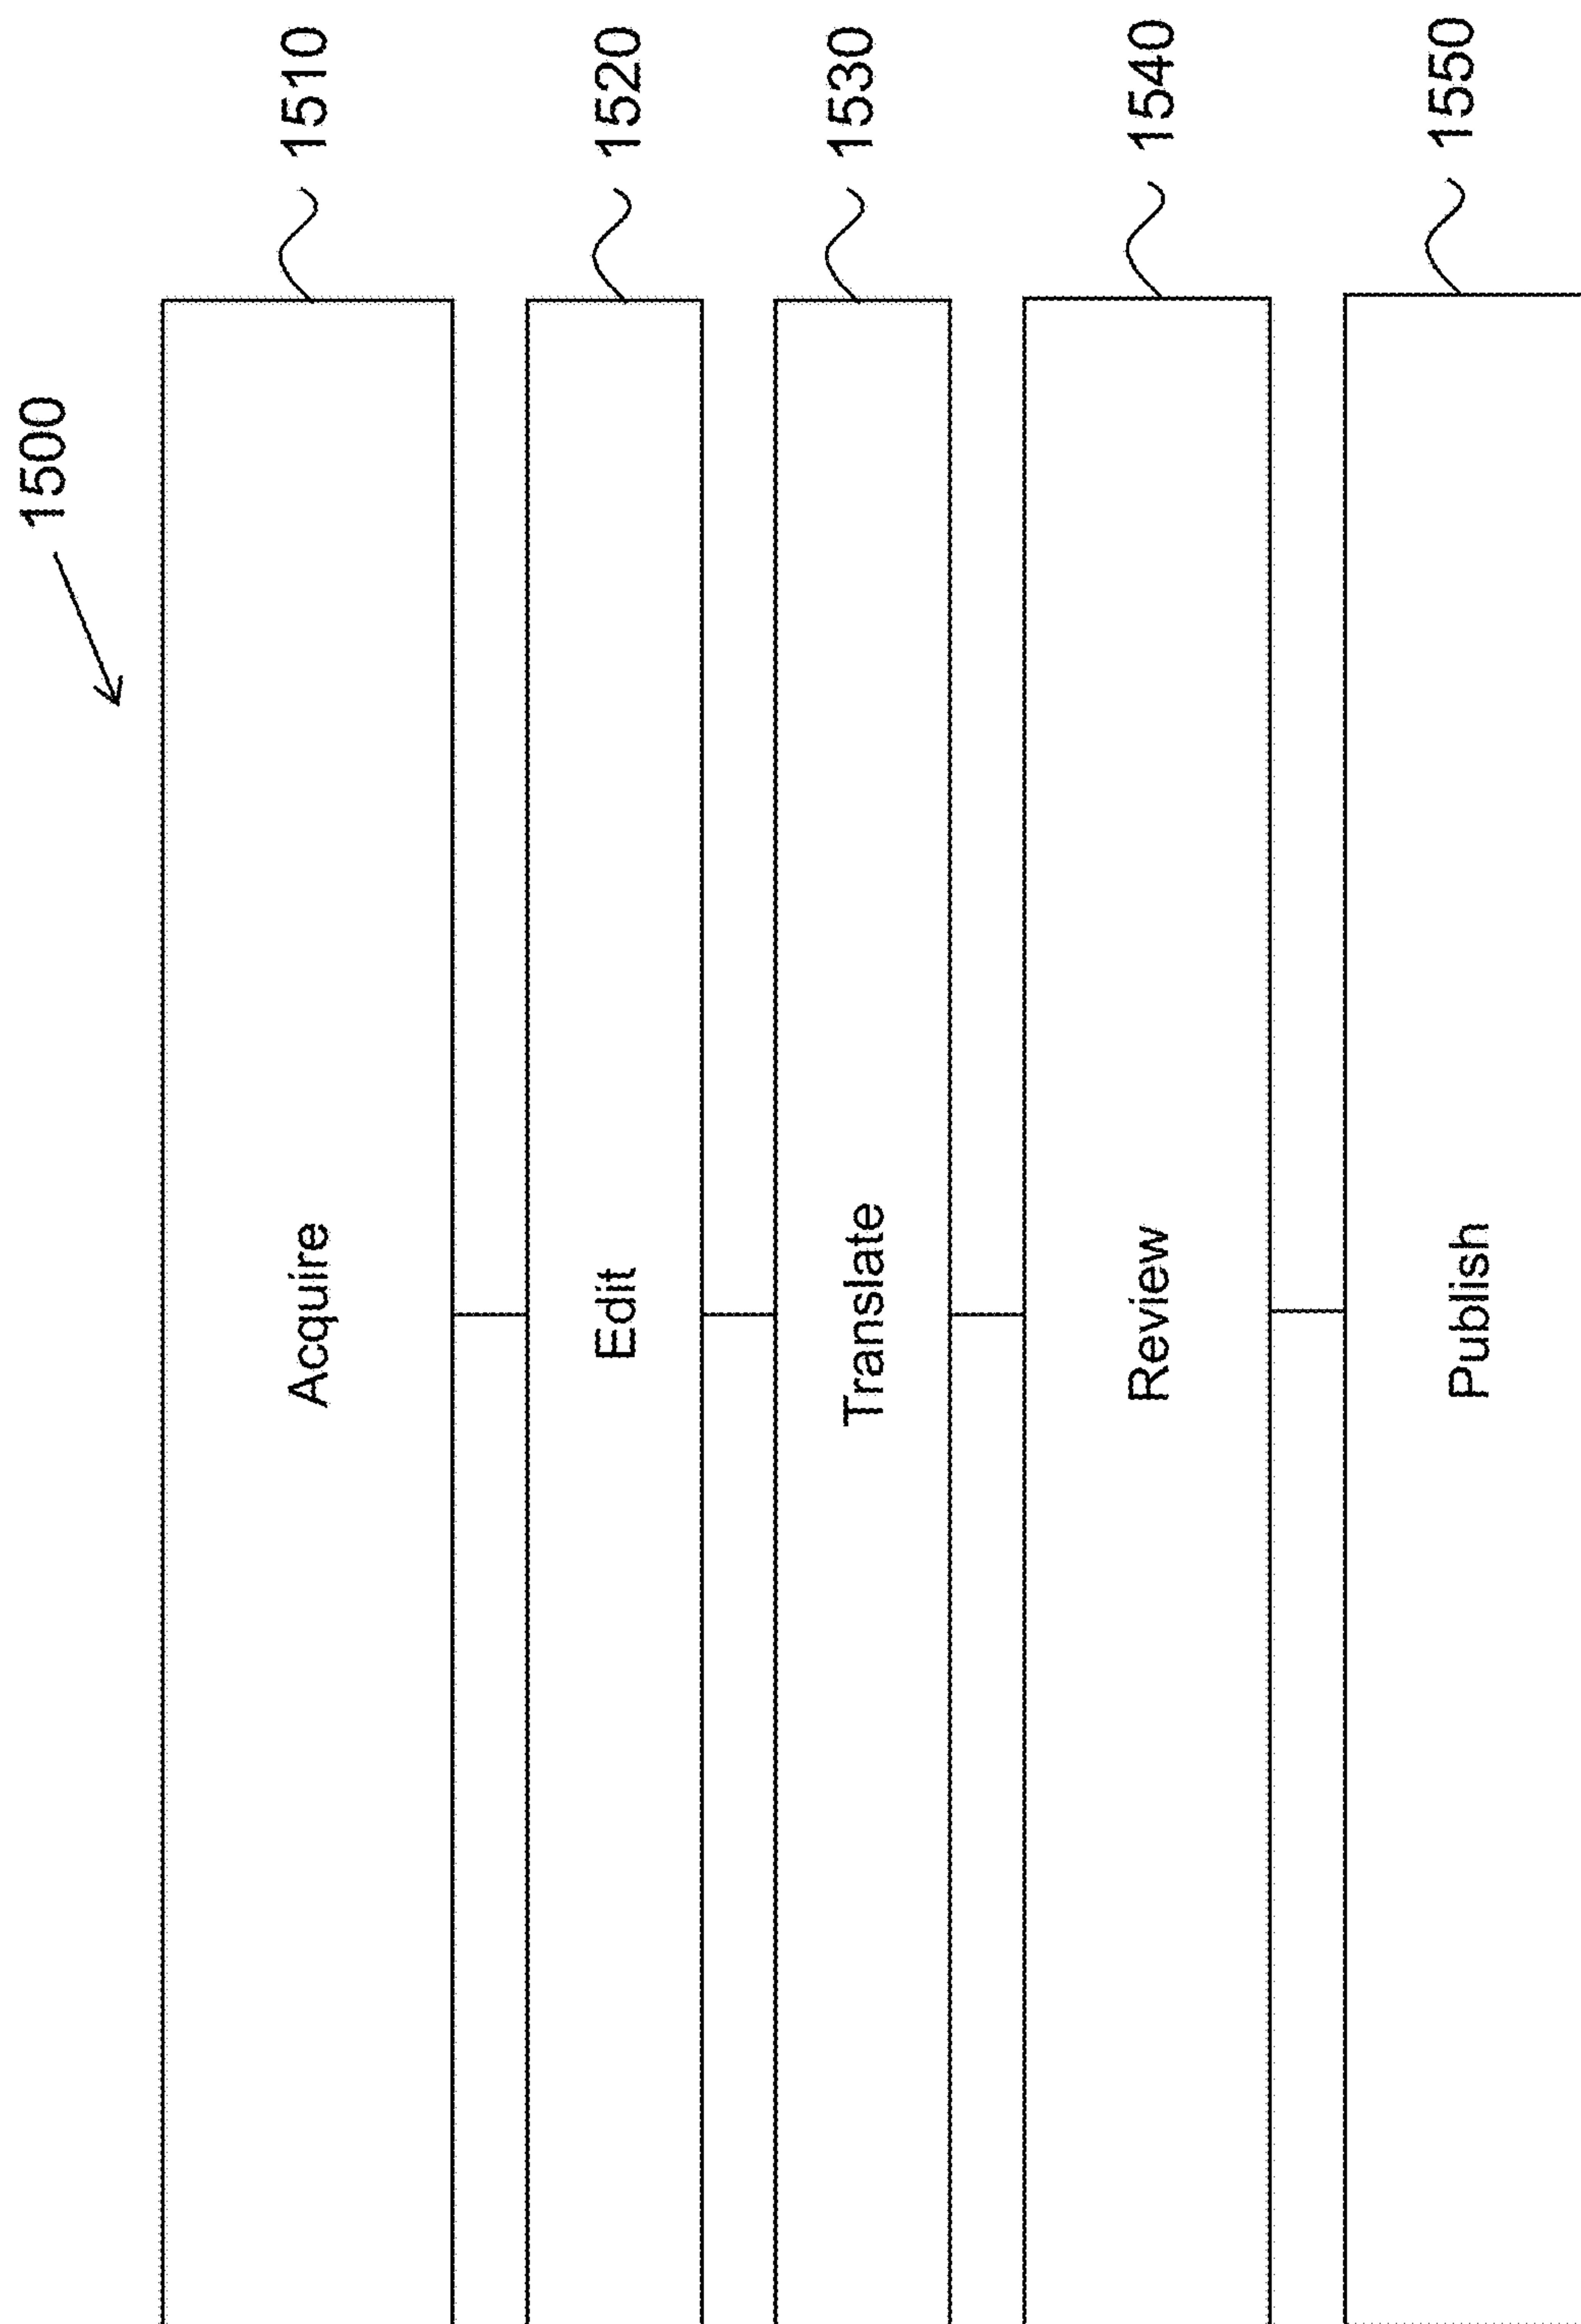 1500
Acquire 1510
Edit 1520
Translate 1530
Review 1540
Publish 1550